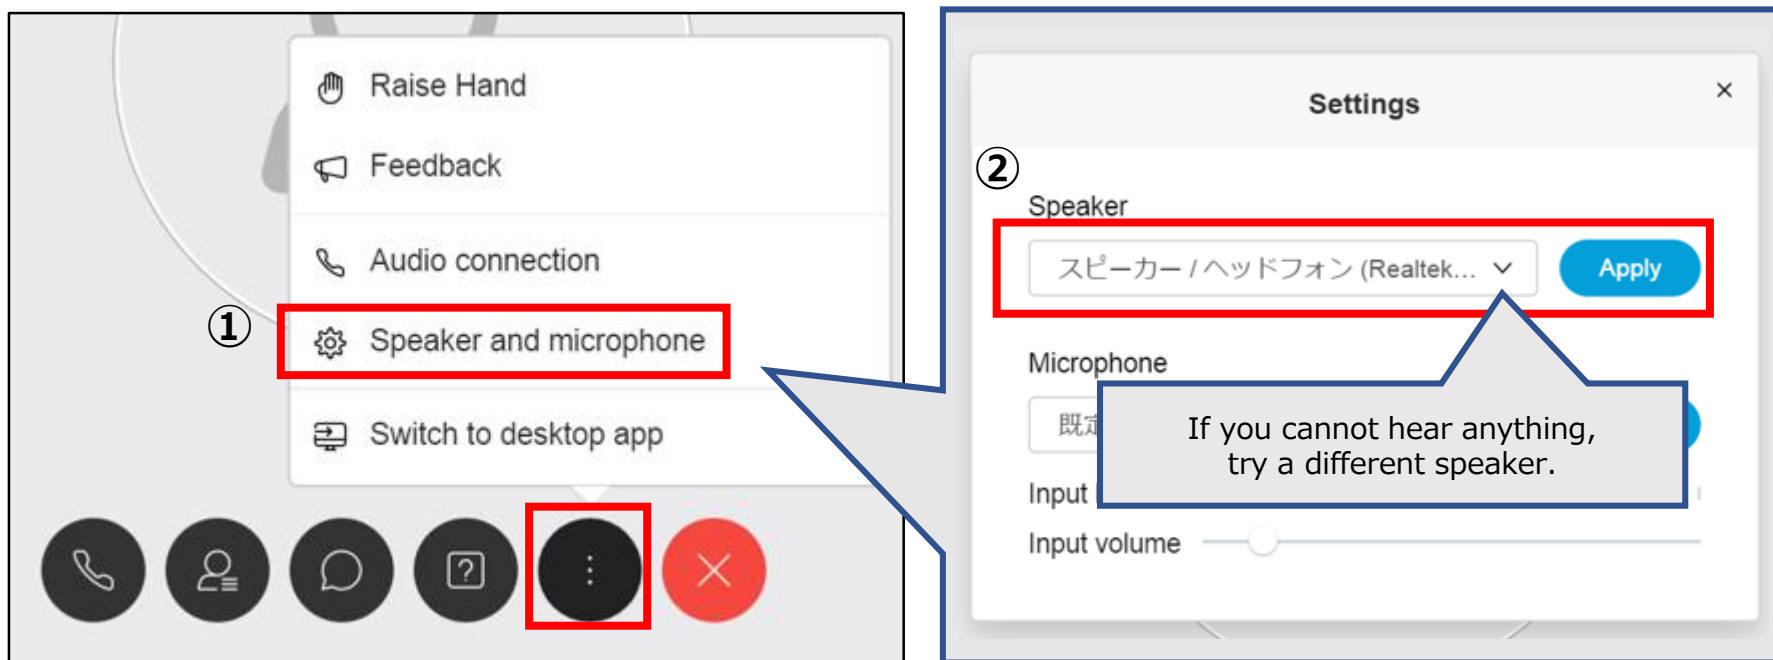 Raise Hand
Feedback
Audio connection
①
Speaker and microphone
Switch to desktop app
Settings
②
Speaker
スピーカー / ヘッドフォン (Realtek...
Apply
Microphone
既定
If you cannot hear anything,
try a different speaker.
Input
Input volume